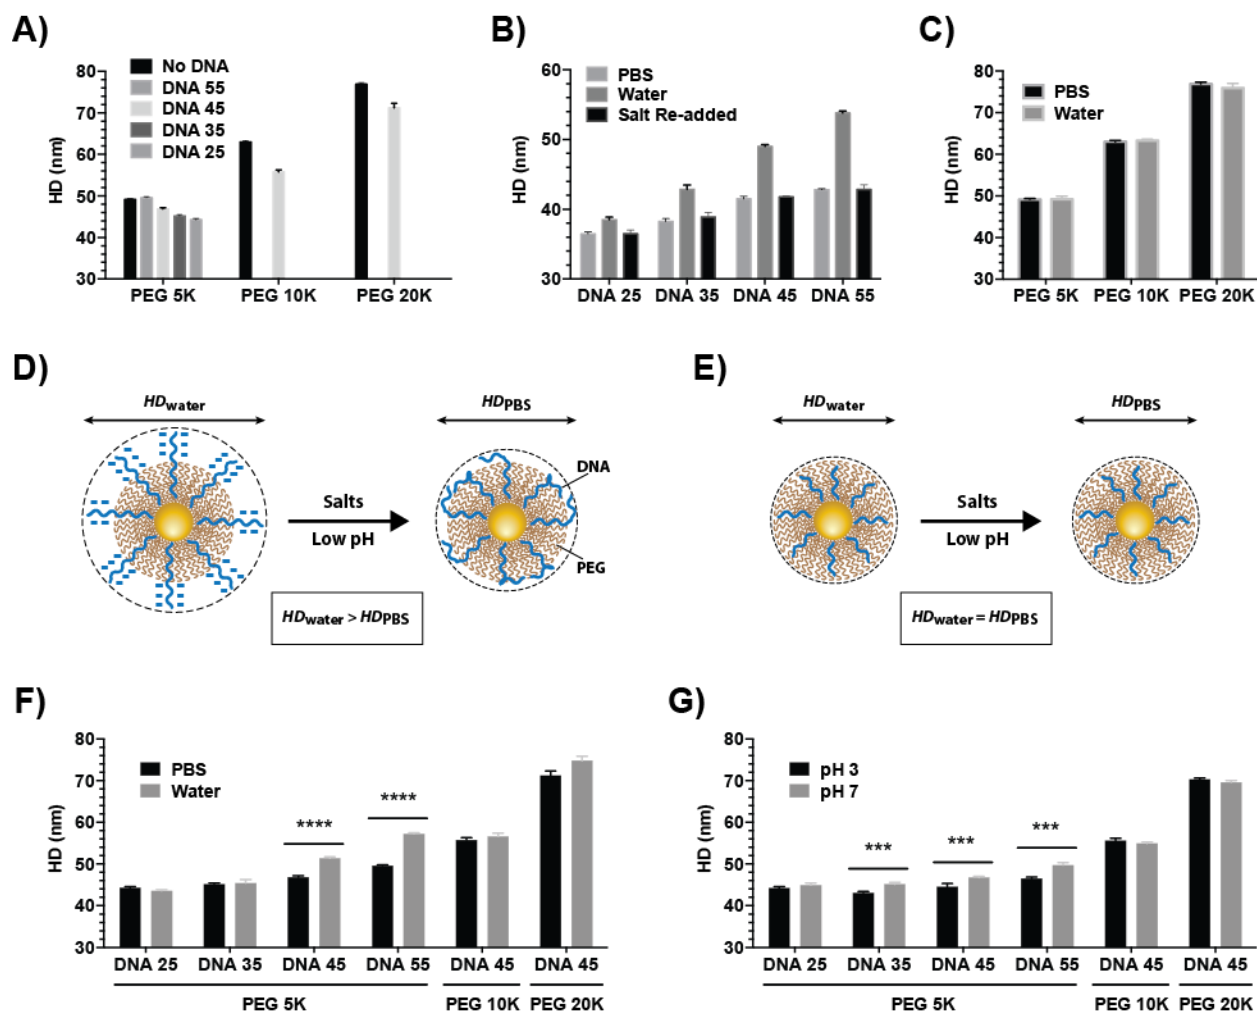 A)
No DNA
DNA 55
DNA 45
DNA 35
DNA 25
80
70
60
50
40
30
HD (nm)
PEG 5K PEG 10K PEG 20K
B)
PBS
Water
Salt Re-added
60
50
40
30
HD (nm)
DNA 25 DNA 35 DNA 45 DNA 55
C)
PBS
Water
80
70
60
50
40
30
HD (nm)
PEG 5K PEG 10K PEG 20K
D)
HDwater
HDPBS
Salts
Low pH
DNA
PEG
HDwater > HDPBS
E)
HDwater
HDPBS
Salts
Low pH
HDwater = HDPBS
F)
PBS
Water
80
70
60
50
40
30
HD (nm)
****
****
DNA 25 DNA 35 DNA 45 DNA 55 DNA 45 DNA 45
PEG 5K PEG 10K PEG 20K
G)
pH 3
pH 7
80
70
60
50
40
30
HD (nm)
***
***
***
DNA 25 DNA 35 DNA 45 DNA 55 DNA 45 DNA 45
PEG 5K PEG 10K PEG 20K